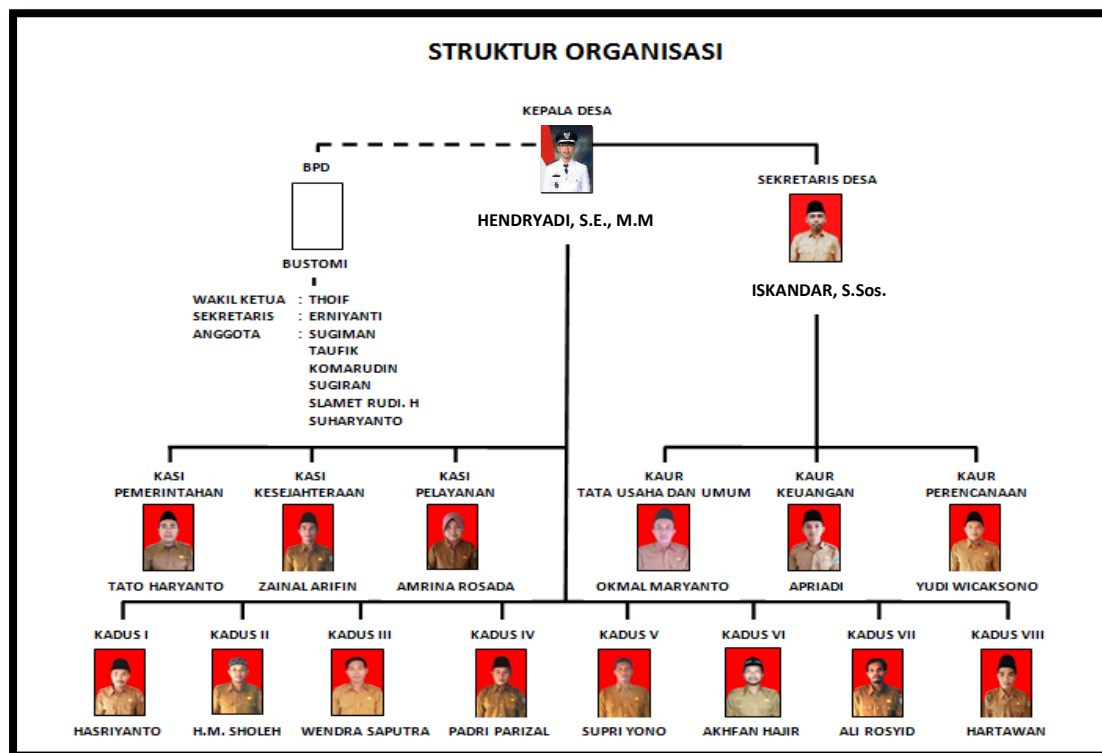 STRUKTUR ORGANISASI
KEPALA DESA
HENDRYADI, S.E., M.M
BPD
BUSTOMI
WAKIL KETUA : THOIF
SEKRETARIS : ERNIYANTI
ANGGOTA : SUGIMAN
TAUFIK
KOMARUDIN
SUGIRAN
SLAMET RUDI. H
SUHARYANTO
SEKRETARIS DESA
ISKANDAR, S.Sos.
KASI
PEMERINTAHAN
TATO HARYANTO
KASI
KESEJAHTERAAN
ZAINAL ARIFIN
KASI
PELAYANAN
AMRINA ROSADA
KAUR
TATA USAHA DAN UMUM
OKMAL MARYANTO
KAUR
KEUANGAN
APRIADI
KAUR
PERENCANAAN
YUDI WICAKSONO
KADUS I
HASRIYANTO
KADUS II
H.M. SHOLEH
KADUS III
WENDRA SAPUTRA
KADUS IV
PADRI PARIZAL
KADUS V
SUPRI YONO
KADUS VI
AKHFAN HAJIR
KADUS VII
ALI ROSYID
KADUS VIII
HARTAWAN